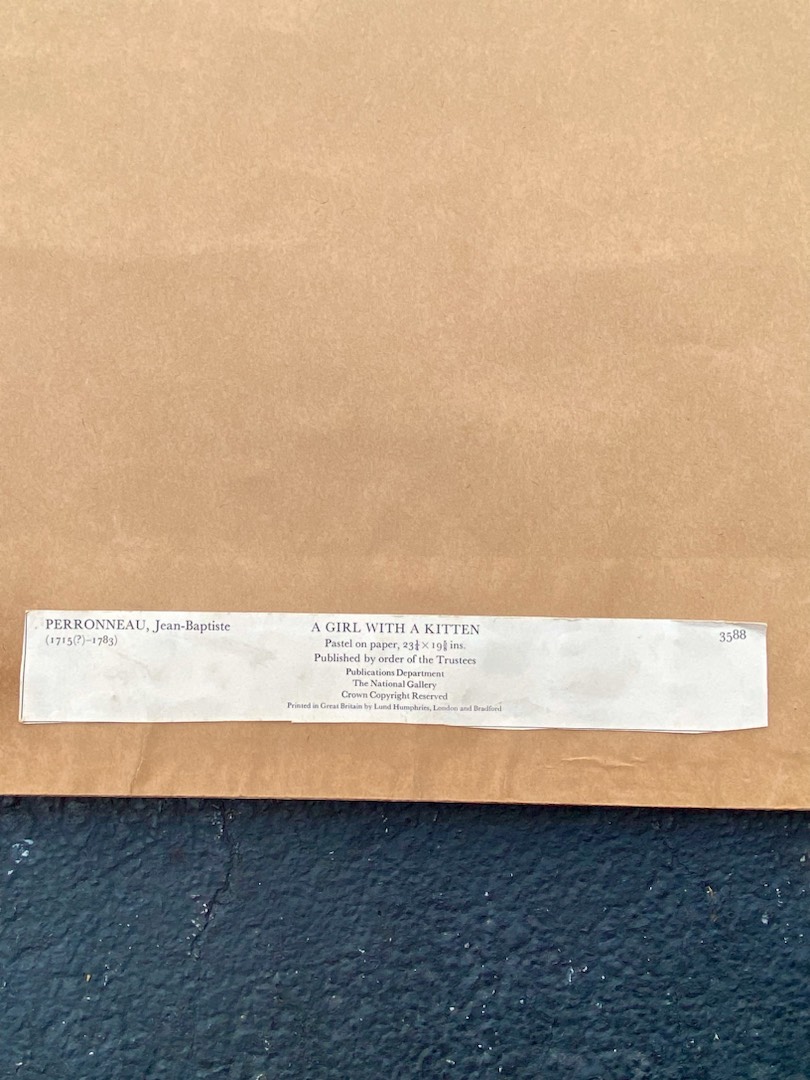 PERRONNEAU, Jean-Baptiste
(1715(?)–1783)
A GIRL WITH A KITTEN
Pastel on paper, 23¼ × 19⅝ ins.
Published by order of the Trustees
Publications Department
The National Gallery
Crown Copyright Reserved
Printed in Great Britain by Lund Humphries, London and Bradford
3588